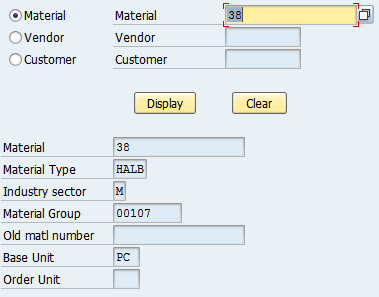 Material Material 38
Vendor Vendor
Customer Customer
Display Clear
Material 38
Material Type HALB
Industry sector M
Material Group 00107
Old matl number
Base Unit PC
Order Unit